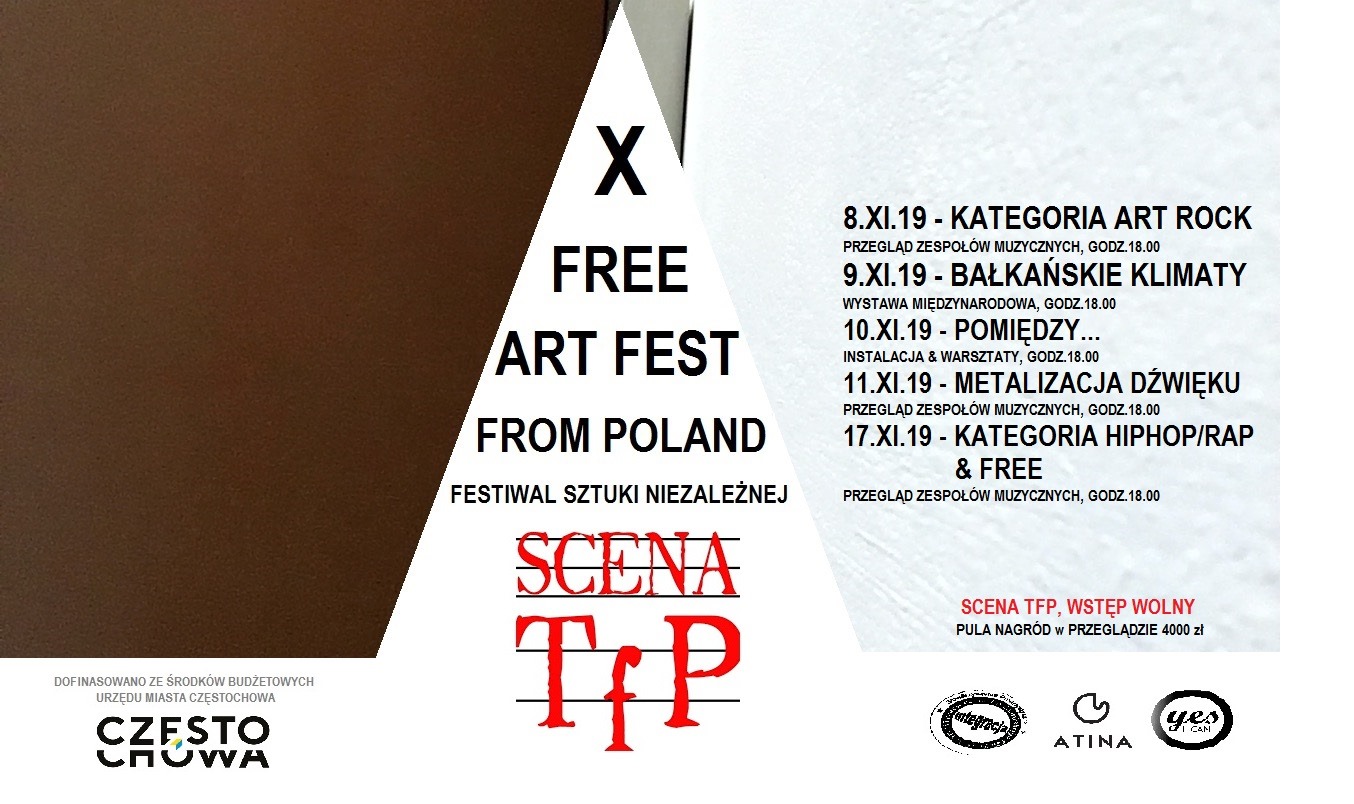 X
FREE
ART FEST
FROM POLAND
FESTIWAL SZTUKI NIEZALEŻNEJ
SCENA
TfP
8.XI.19 - KATEGORIA ART ROCK
PRZEGLĄD ZESPOŁÓW MUZYCZNYCH, GODZ.18.00
9.XI.19 - BAŁKAŃSKIE KLIMATY
WYSTAWA MIĘDZYNARODOWA, GODZ.18.00
10.XI.19 - POMIĘDZY...
INSTALACJA & WARSZTATY, GODZ.18.00
11.XI.19 - METALIZACJA DŹWIĘKU
PRZEGLĄD ZESPOŁÓW MUZYCZNYCH, GODZ.18.00
17.XI.19 - KATEGORIA HIPHOP/RAP
& FREE
PRZEGLĄD ZESPOŁÓW MUZYCZNYCH, GODZ.18.00
SCENA TFP, WSTĘP WOLNY
PULA NAGRÓD w PRZEGLĄDZIE 4000 zł
DOFINASOWANO ZE ŚRODKÓW BUDŻETOWYCH
URZĘDU MIASTA CZĘSTOCHOWA
CZĘSTO
CHOWA
integracja
ATINA
yes
I CAN